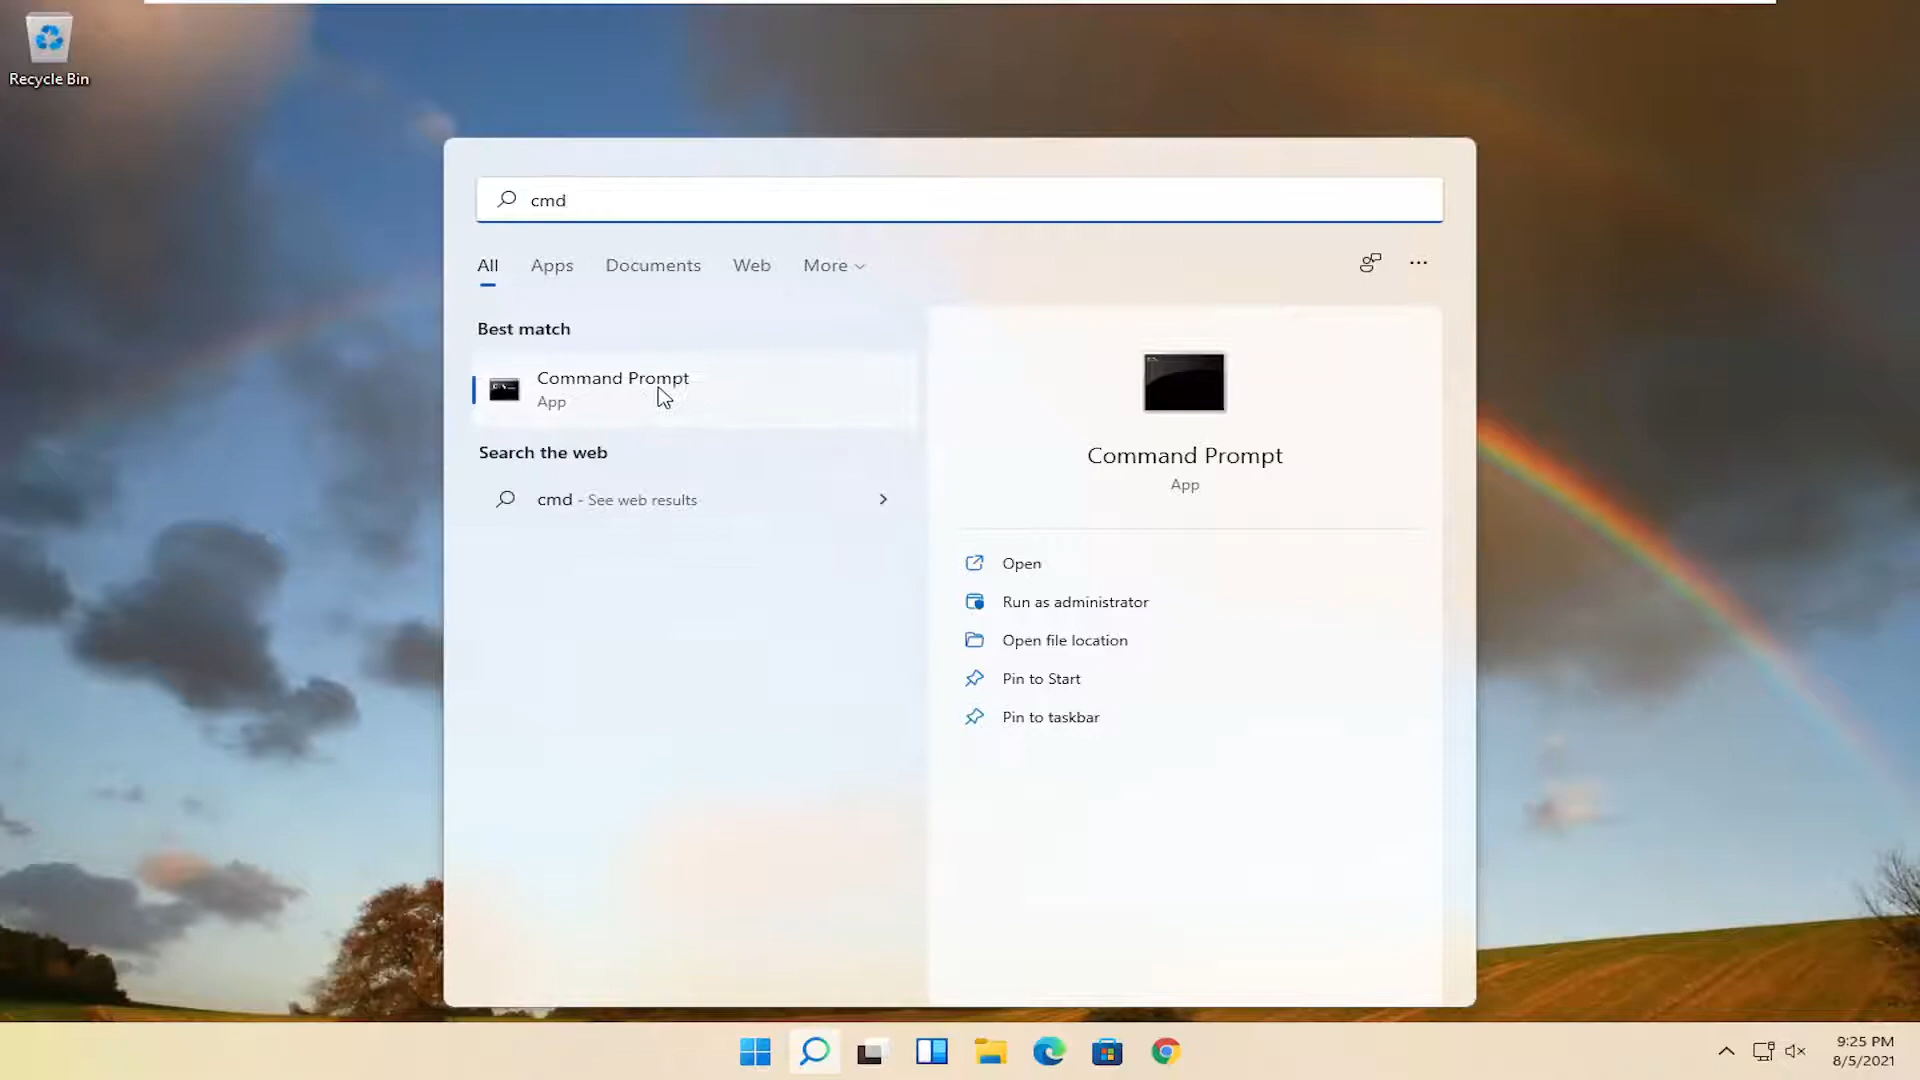 Recycle Bin
cmd
All Apps Documents Web More
Best match
Command Prompt
App
Search the web
cmd - See web results
Command Prompt
App
Open
Run as administrator
Open file location
Pin to Start
Pin to taskbar
9:25 PM
8/5/2021